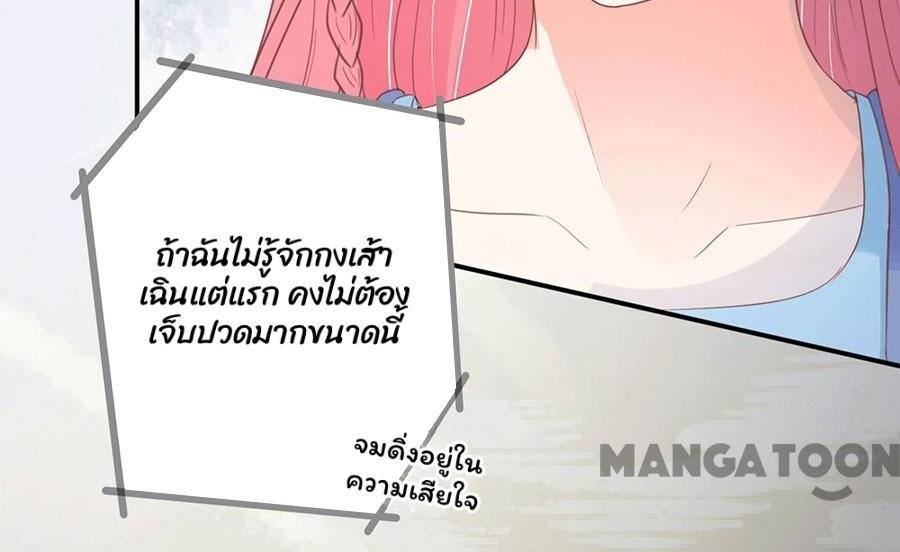 ถ้าฉันไม่รู้จักกงเส้า
เฉินแต่แรก คงไม่ต้อง
เจ็บปวดมากขนาดนี้
จมดิ่งอยู่ใน
ความเสียใจ
MANGATOON